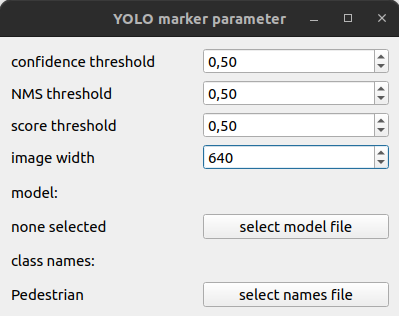 YOLO marker parameter
confidence threshold 0,50
NMS threshold 0,50
score threshold 0,50
image width 640
model:
none selected select model file
class names:
Pedestrian select names file